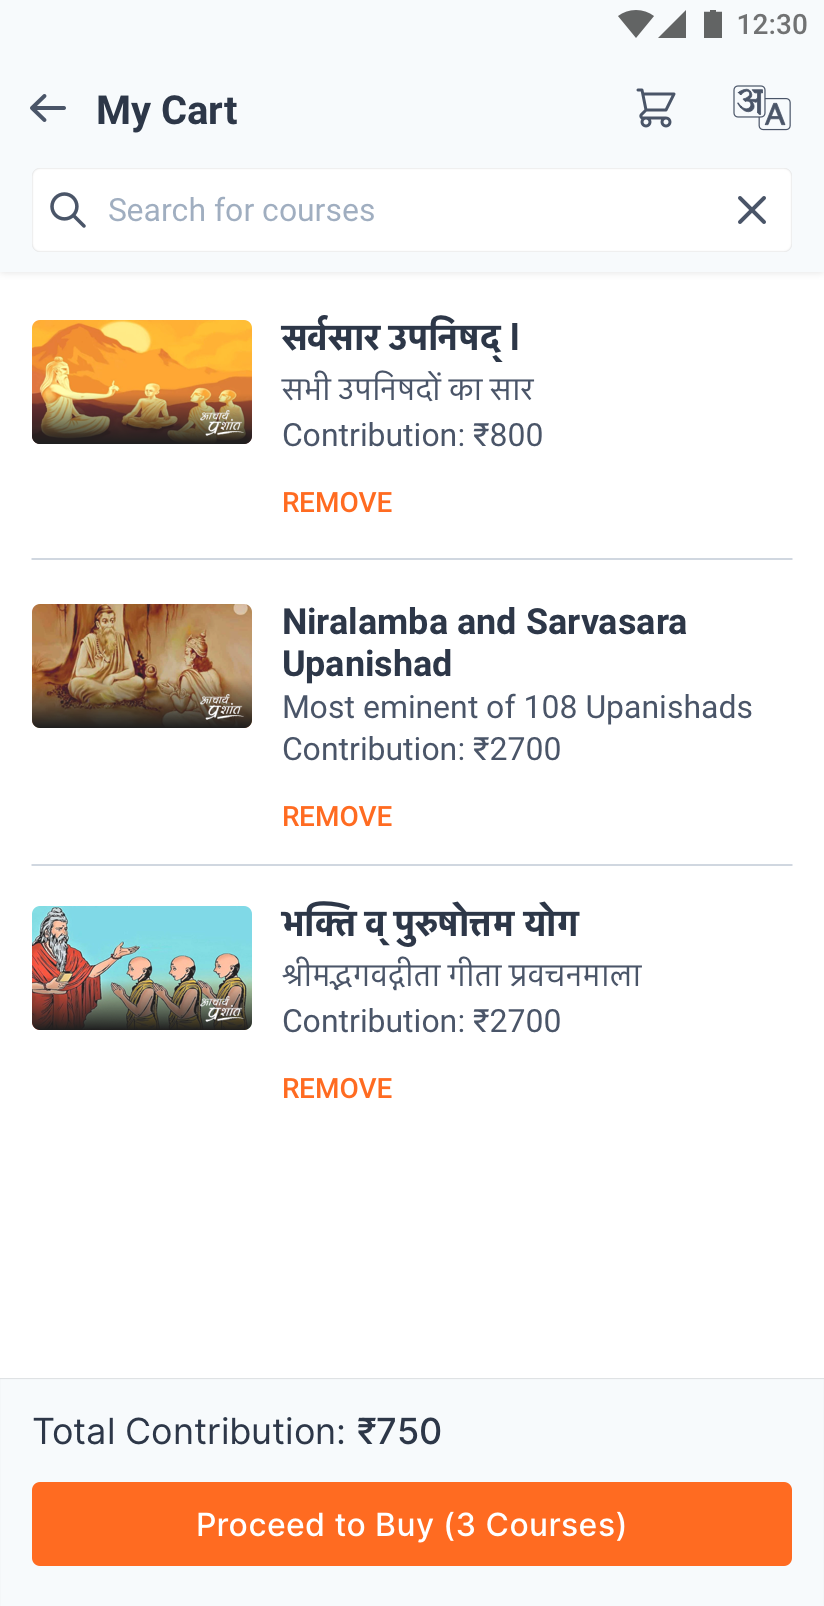 12:30
My Cart
अ A
Search for courses
सर्वसार उपनिषद् I
सभी उपनिषदों का सार
Contribution: ₹800
आचार्य
प्रशांत
REMOVE
Niralamba and Sarvasara
Upanishad
Most eminent of 108 Upanishads
Contribution: ₹2700
आचार्य
प्रशांत
REMOVE
भक्ति व् पुरुषोत्तम योग
श्रीमद्भगवद्गीता गीता प्रवचनमाला
Contribution: ₹2700
आचार्य
प्रशांत
REMOVE
Total Contribution: ₹750
Proceed to Buy (3 Courses)